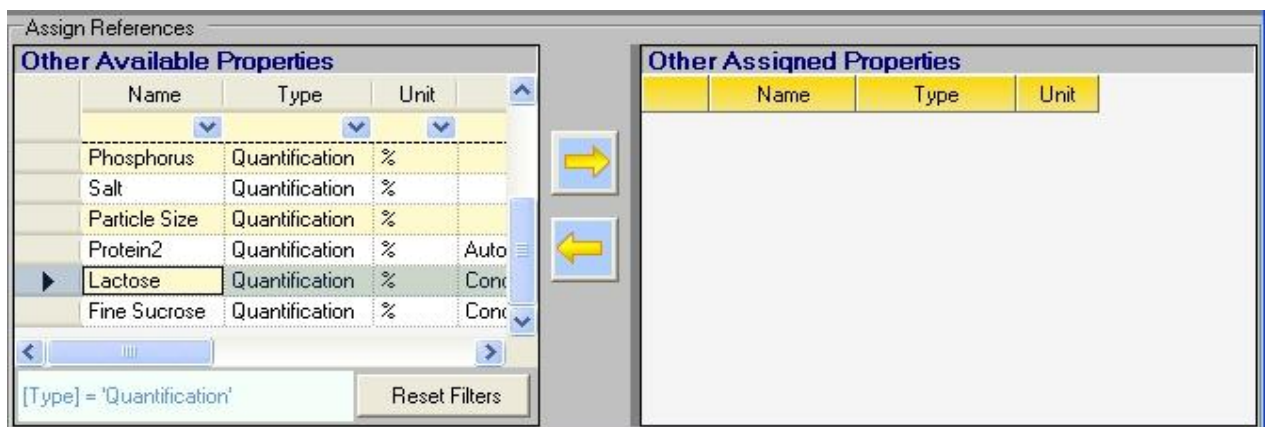 Assign References
Other Available Properties
Name Type Unit
Phosphorus Quantification %
Salt Quantification %
Particle Size Quantification %
Protein2 Quantification % Auto
Lactose Quantification % Conc
Fine Sucrose Quantification % Conc
[Type] = 'Quantification'
Reset Filters
Other Assigned Properties
Name Type Unit